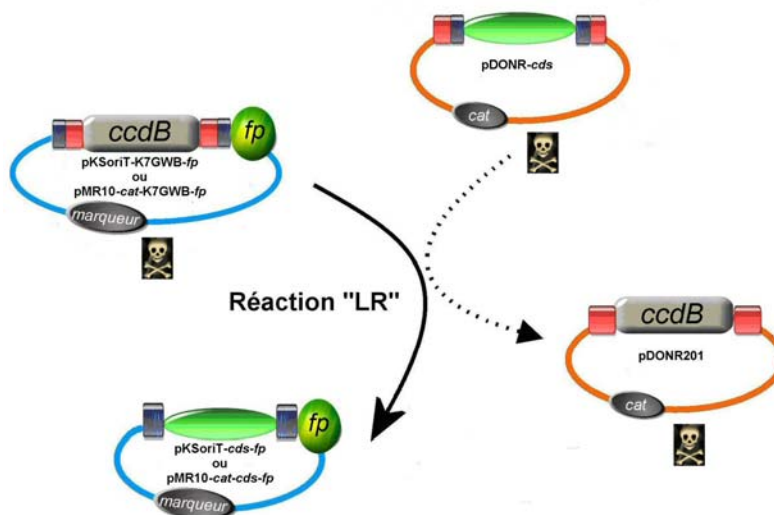 pDONR-cds
cat
ccdB
fp
pKSoriT-K7GWB-fp
ou
pMR10-cat-K7GWB-fp
marqueur
Réaction "LR"
ccdB
pDONR201
cat
fp
pKSoriT-cds-fp
ou
pMR10-cat-cds-fp
marqueur